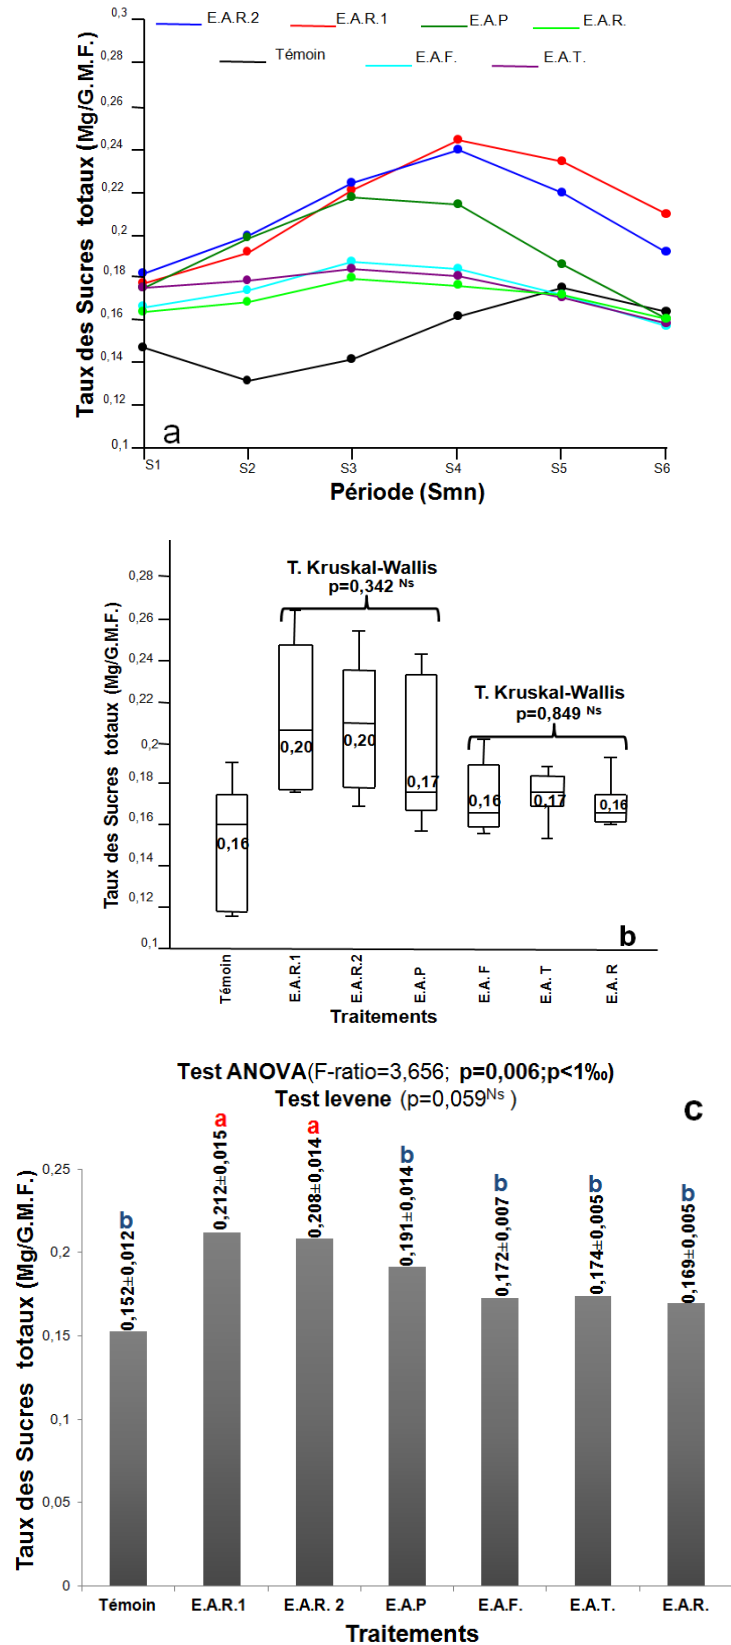 E.A.R.2 E.A.R.1 E.A.P E.A.R.
Témoin E.A.F. E.A.T.
Taux des Sucres totaux (Mg/G.M.F.)
0,3
0,28
0,26
0,24
0,22
0,2
0,18
0,16
0,14
0,12
0,1
a
S1 S2 S3 S4 S5 S6
Période (Smn)
T. Kruskal-Wallis
p=0,342 Ns
T. Kruskal-Wallis
p=0,849 Ns
Taux des Sucres totaux (Mg/G.M.F.)
0,28
0,26
0,24
0,22
0,2
0,18
0,16
0,14
0,12
0,1
0,16 0,20 0,20 0,17 0,16 0,17 0,16
b
Témoin E.A.R.1 E.A.R.2 E.A.P E.A. F E.A. T E.A. R
Traitements
Test ANOVA(F-ratio=3,656; p=0,006;p<1‰)
Test levene (p=0,059Ns )
c
Taux des Sucres totaux (Mg/G.M.F.)
0,25
0,2
0,15
0,1
0,05
0
b a a b b b b
0,152±0,012 0,212±0,015 0,208±0,014 0,191±0,014 0,172±0,007 0,174±0,005 0,169±0,005
Témoin E.A.R.1 E.A.R. 2 E.A.P E.A.F. E.A.T. E.A.R.
Traitements